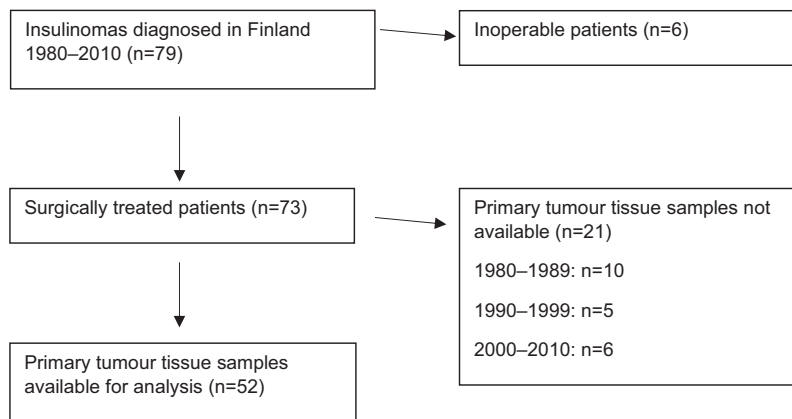 Insulinomas diagnosed in Finland
1980–2010 (n=79)
Inoperable patients (n=6)
Surgically treated patients (n=73)
Primary tumour tissue samples not
available (n=21)
1980–1989: n=10
1990–1999: n=5
2000–2010: n=6
Primary tumour tissue samples
available for analysis (n=52)